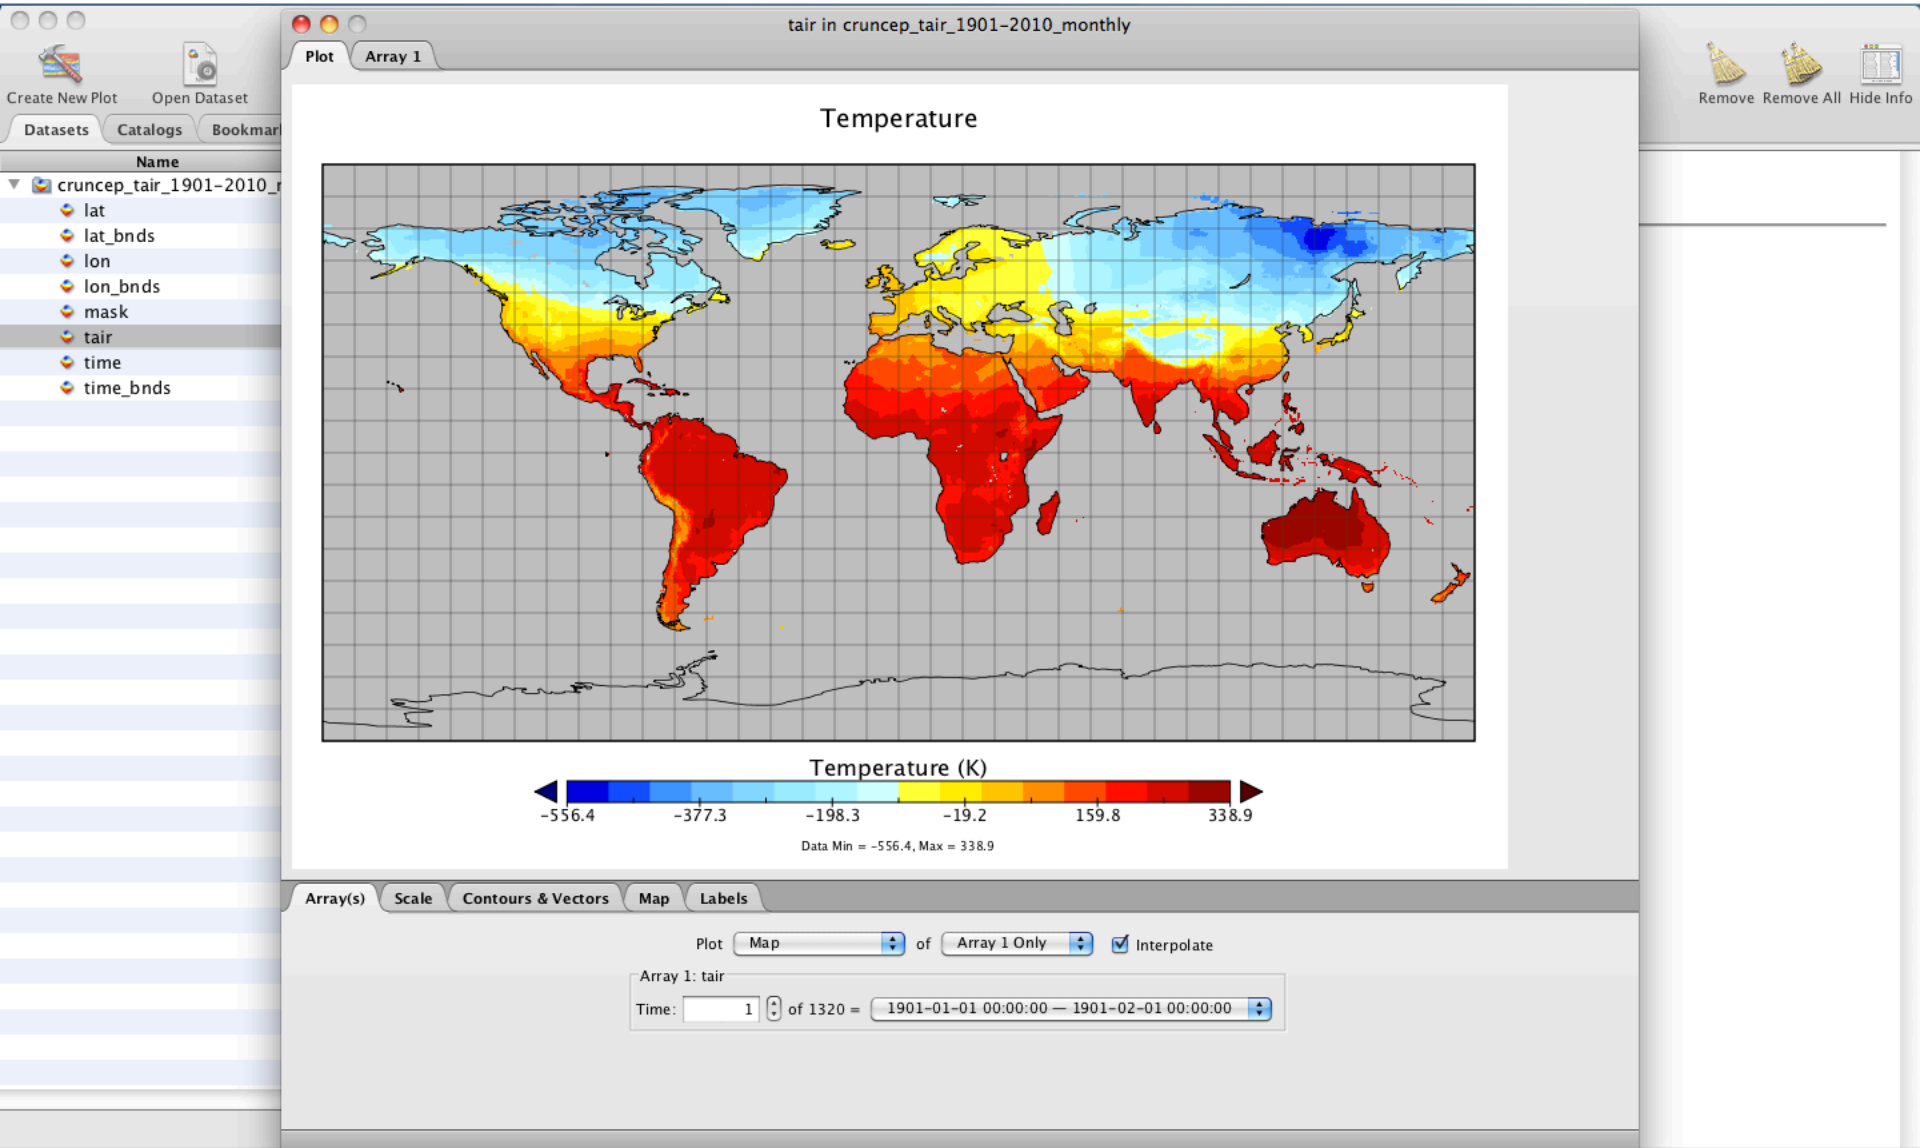 tair in cruncep_tair_1901-2010_monthly
Create New Plot
Open Dataset
Remove
Remove All
Hide Info
Datasets
Catalogs
Bookmar
Name
cruncep_tair_1901-2010_
lat
lat_bnds
lon
lon_bnds
mask
tair
time
time_bnds
Plot
Array 1
Temperature
Temperature (K)
-556.4
-377.3
-198.3
-19.2
159.8
338.9
Data Min = -556.4, Max = 338.9
Array(s)
Scale
Contours & Vectors
Map
Labels
Plot Map of Array 1 Only Interpolate
Array 1: tair
Time: 1 of 1320 = 1901-01-01 00:00:00 — 1901-02-01 00:00:00